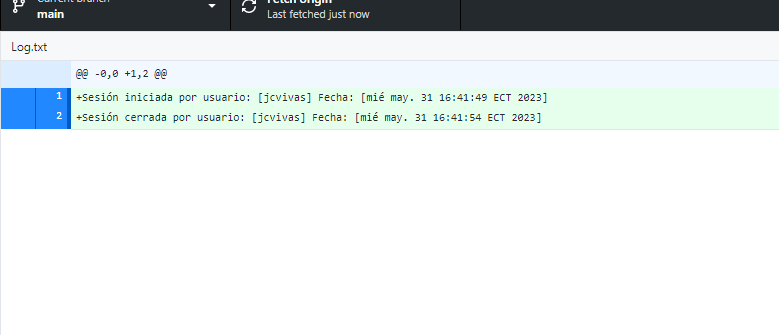 Current branch
main
Fetch origin
Last fetched just now
Log.txt
@@ -0,0 +1,2 @@
1 +Sesión iniciada por usuario: [jcvivas] Fecha: [mié may. 31 16:41:49 ECT 2023]
2 +Sesión cerrada por usuario: [jcvivas] Fecha: [mié may. 31 16:41:54 ECT 2023]